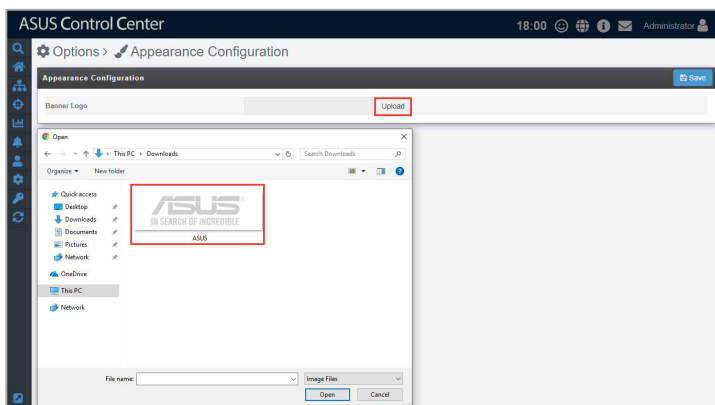 ASUS Control Center
18:00
Administrator
Options > Appearance Configuration
Appearance Configuration
Save
Banner Logo
Upload
Open
This PC > Downloads
Search Downloads
Organize
New folder
Quick access
Desktop
Downloads
Documents
Pictures
Network
OneDrive
This PC
Network
ASUS
IN SEARCH OF INCREDIBLE
ASUS
File name:
Image Files
Open
Cancel